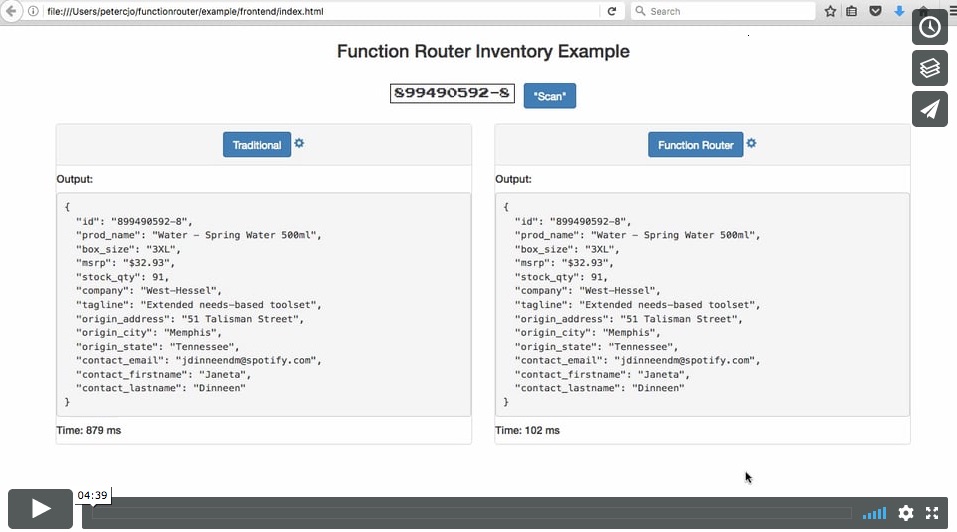 file:///Users/petercjo/functionrouter/example/frontend/index.html
Search
Function Router Inventory Example
899490592-8
"Scan"
Traditional
Output:
{
"id": "899490592-8",
"prod_name": "Water - Spring Water 500ml",
"box_size": "3XL",
"msrp": "$32.93",
"stock_qty": 91,
"company": "West-Hessel",
"tagline": "Extended needs-based toolset",
"origin_address": "51 Talisman Street",
"origin_city": "Memphis",
"origin_state": "Tennessee",
"contact_email": "jdinneendm@spotify.com",
"contact_firstname": "Janeta",
"contact_lastname": "Dinneen"
}
Time: 879 ms
Function Router
Output:
{
"id": "899490592-8",
"prod_name": "Water - Spring Water 500ml",
"box_size": "3XL",
"msrp": "$32.93",
"stock_qty": 91,
"company": "West-Hessel",
"tagline": "Extended needs-based toolset",
"origin_address": "51 Talisman Street",
"origin_city": "Memphis",
"origin_state": "Tennessee",
"contact_email": "jdinneendm@spotify.com",
"contact_firstname": "Janeta",
"contact_lastname": "Dinneen"
}
Time: 102 ms
04:39